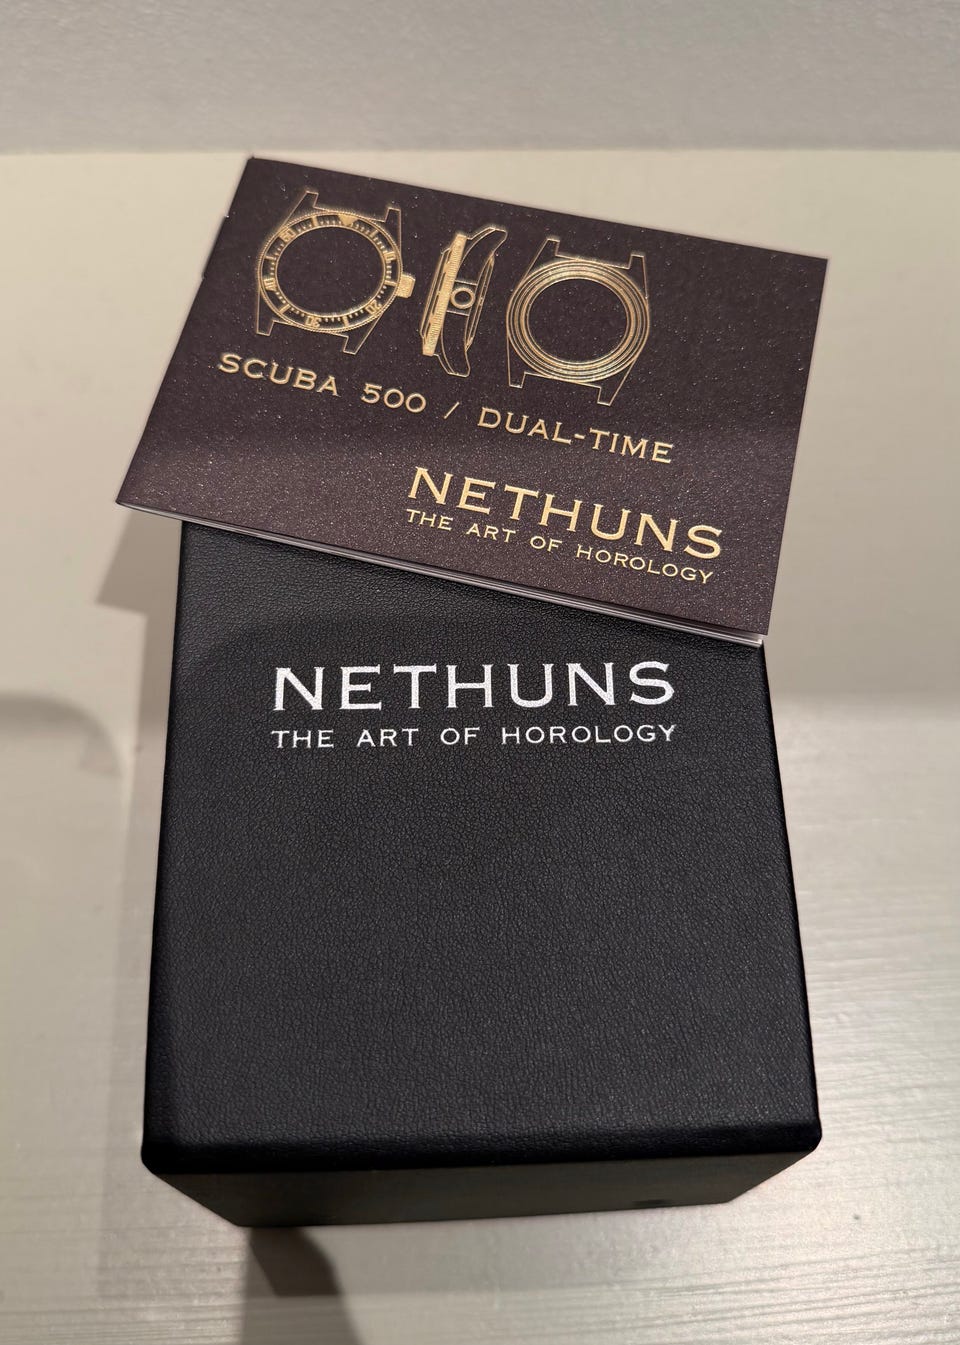 SCUBA 500 / DUAL-TIME
NETHUNS
THE ART OF HOROLOGY
NETHUNS
THE ART OF HOROLOGY